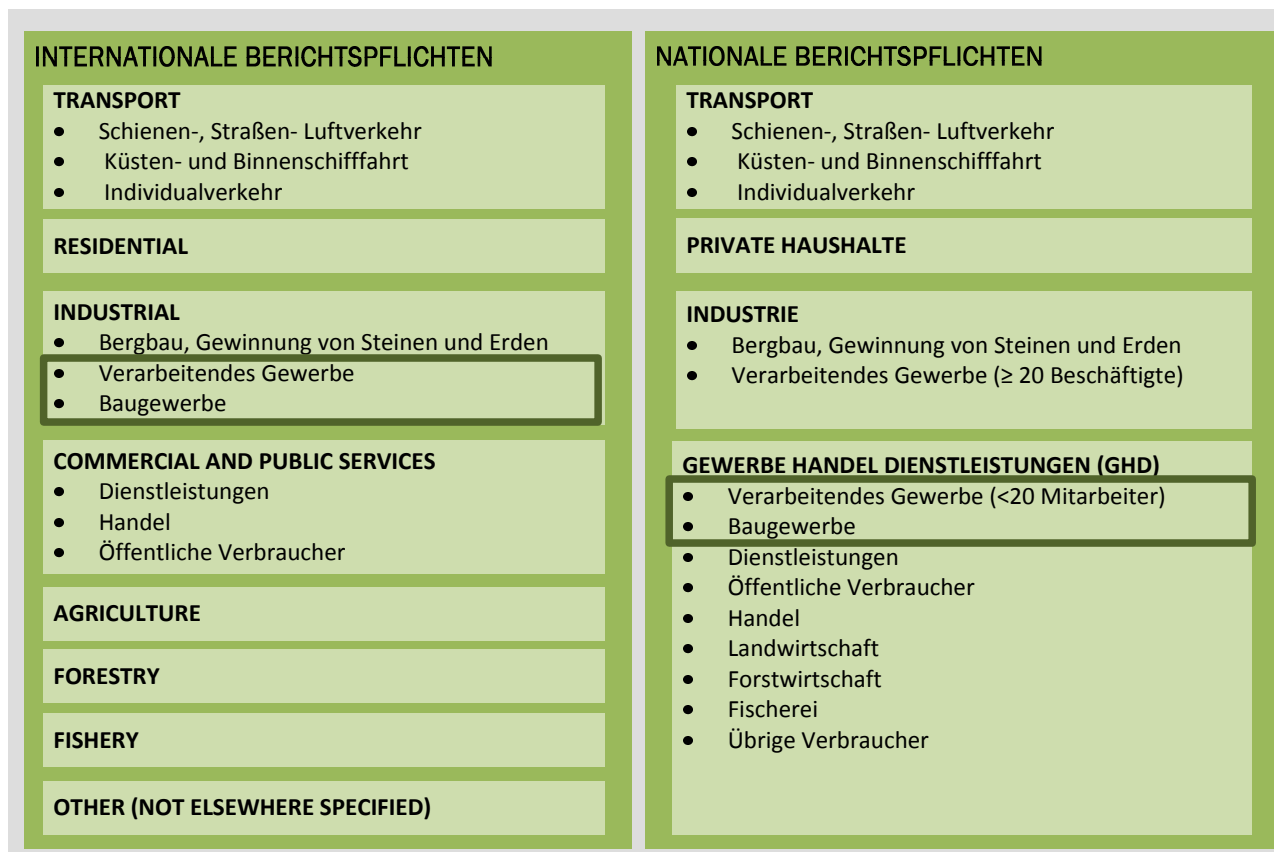 INTERNATIONALE BERICHTSPFLICHTEN
TRANSPORT
• Schienen-, Straßen- Luftverkehr
• Küsten- und Binnenschifffahrt
• Individualverkehr
RESIDENTIAL
INDUSTRIAL
• Bergbau, Gewinnung von Steinen und Erden
• Verarbeitendes Gewerbe
• Baugewerbe
COMMERCIAL AND PUBLIC SERVICES
• Dienstleistungen
• Handel
• Öffentliche Verbraucher
AGRICULTURE
FORESTRY
FISHERY
OTHER (NOT ELSEWHERE SPECIFIED)
NATIONALE BERICHTSPFLICHTEN
TRANSPORT
• Schienen-, Straßen- Luftverkehr
• Küsten- und Binnenschifffahrt
• Individualverkehr
PRIVATE HAUSHALTE
INDUSTRIE
• Bergbau, Gewinnung von Steinen und Erden
• Verarbeitendes Gewerbe (≥ 20 Beschäftigte)
GEWERBE HANDEL DIENSTLEISTUNGEN (GHD)
• Verarbeitendes Gewerbe (<20 Mitarbeiter)
• Baugewerbe
• Dienstleistungen
• Öffentliche Verbraucher
• Handel
• Landwirtschaft
• Forstwirtschaft
• Fischerei
• Übrige Verbraucher